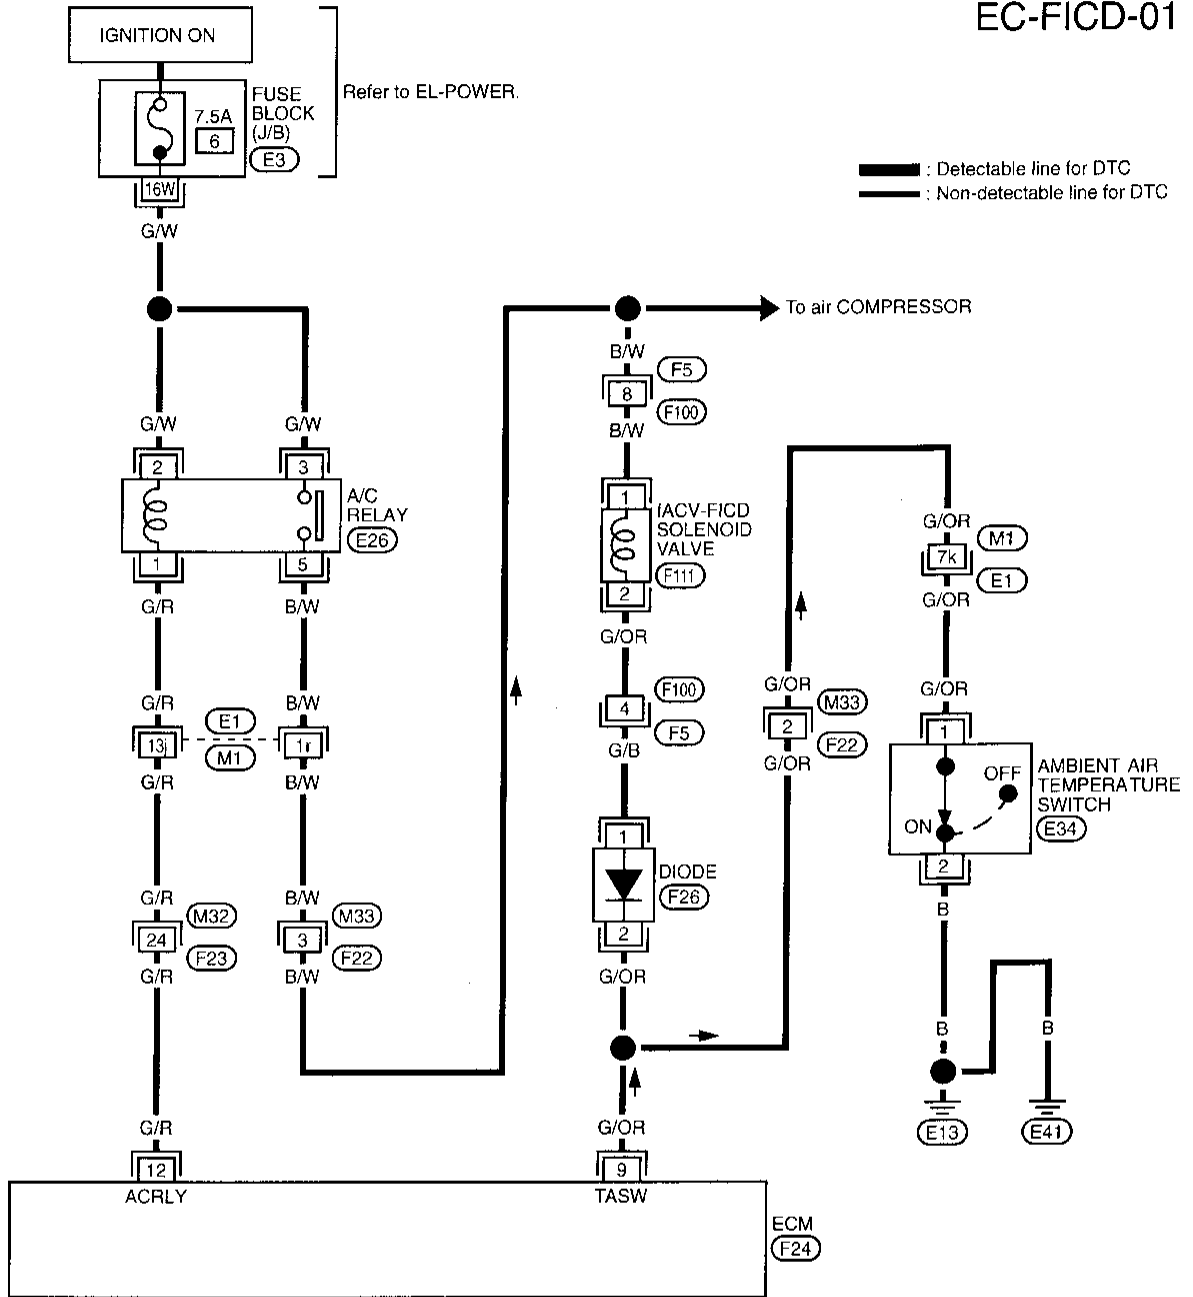 EC-FICD-01
IGNITION ON
Refer to EL-POWER.
7.5A
6
FUSE
BLOCK
(J/B)
E3
16W
G/W
: Detectable line for DTC
: Non-detectable line for DTC
To air COMPRESSOR
G/W
G/W
2
3
A/C
RELAY
E26
1
5
G/R
B/W
G/R
B/W
E1
13j
1r
M1
G/R
B/W
G/R
B/W
M32
M33
24
3
F23
F22
G/R
B/W
G/R
12
ACRLY
B/W
F5
8
F100
B/W
1
IACV-FICD
SOLENOID
VALVE
F111
2
G/OR
F100
4
F5
G/B
1
DIODE
F26
2
G/OR
G/OR
9
TASW
G/OR
M33
2
F22
G/OR
G/OR
M1
7k
E1
G/OR
G/OR
1
OFF
ON
AMBIENT AIR
TEMPERATURE
SWITCH
E34
2
B
B
B
E13
E41
ECM
F24